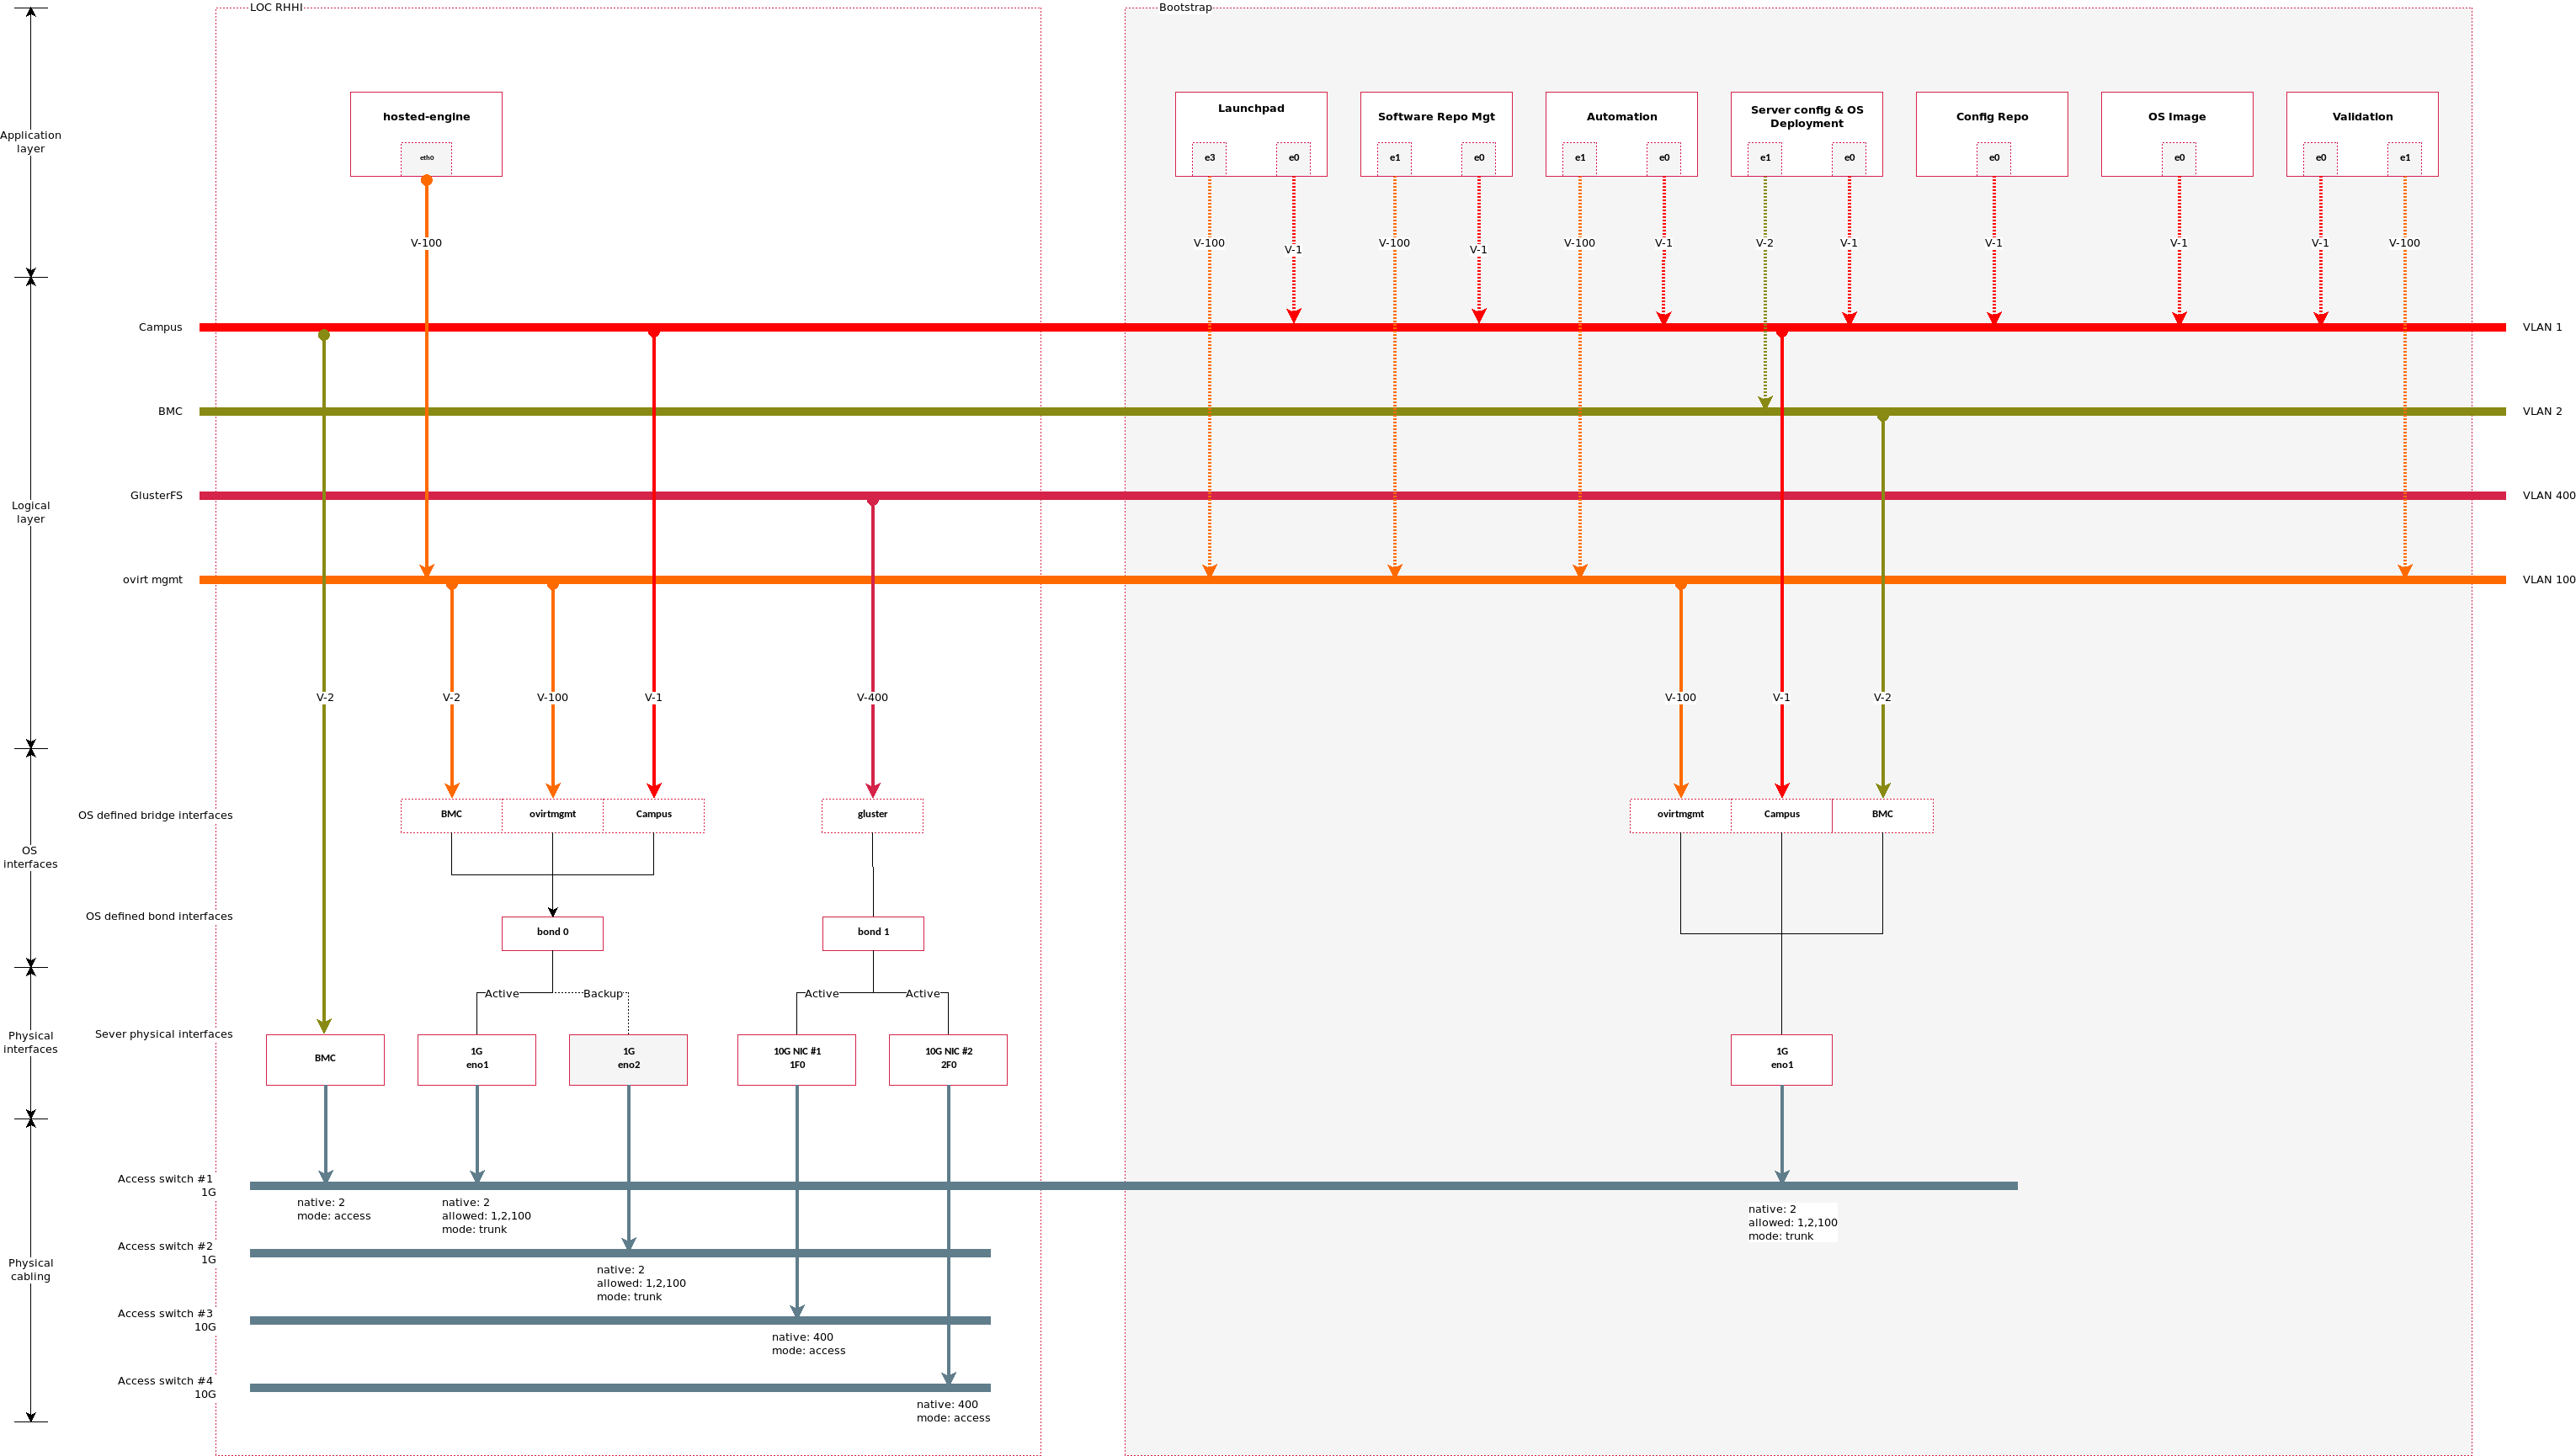 LOC RHHI
Bootstrap
Application
layer
hosted-engine
eth0
V-100
Launchpad
e3
e0
V-100
V-1
Software Repo Mgt
e1
e0
V-100
V-1
Automation
e1
e0
V-100
V-1
Server config & OS
Deployment
e1
e0
V-2
V-1
Config Repo
e0
V-1
OS Image
e0
V-1
Validation
e0
e1
V-1
V-100
Logical
layer
Campus
VLAN 1
BMC
VLAN 2
GlusterFS
VLAN 400
ovirt mgmt
VLAN 100
V-2
V-2
V-100
V-1
V-400
V-100
V-1
V-2
OS
interfaces
OS defined bridge interfaces
BMC
ovirtmgmt
Campus
gluster
ovirtmgmt
Campus
BMC
OS defined bond interfaces
bond 0
bond 1
Active
Backup
Active
Active
Physical
interfaces
Sever physical interfaces
BMC
1G
eno1
1G
eno2
10G NIC #1
1F0
10G NIC #2
2F0
1G
eno1
Physical
cabling
Access switch #1
1G
native: 2
mode: access
native: 2
allowed: 1,2,100
mode: trunk
native: 2
allowed: 1,2,100
mode: trunk
Access switch #2
1G
native: 2
allowed: 1,2,100
mode: trunk
Access switch #3
10G
native: 400
mode: access
Access switch #4
10G
native: 400
mode: access